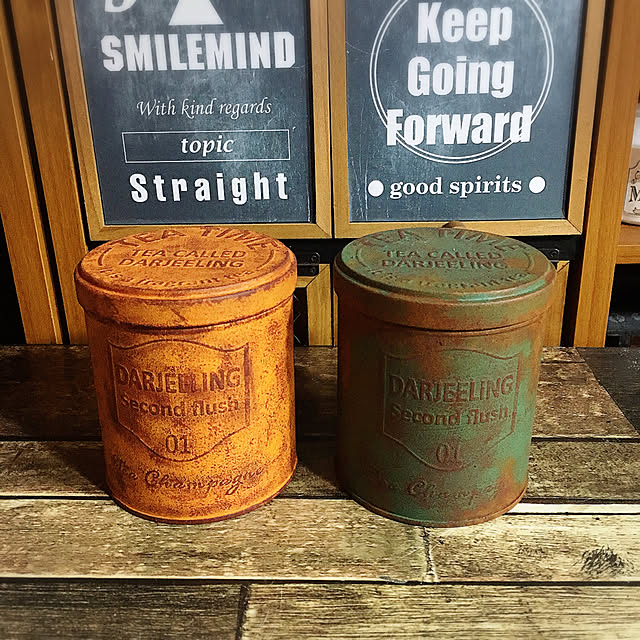 SMILEMIND
With kind regards
topic
Straight
Keep
Going
Forward
good spirits
TEA TIME
TEA CALLED
DARJEELING
DARJEELING
Second flush
01
Champagne
TEA TIME
TEA CALLED
DARJEELING
DARJEELING
Second flush
01
M